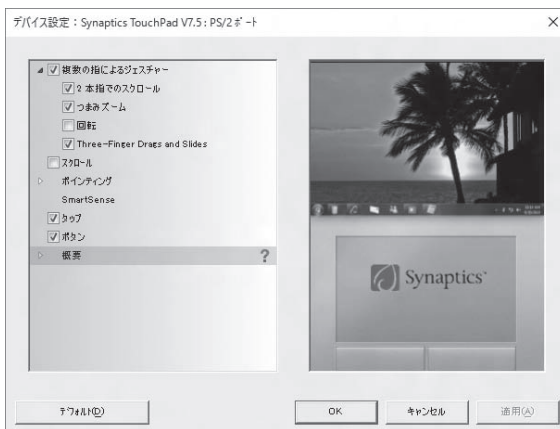 デバイス設定：Synaptics TouchPad V7.5 : PS/2 ﾎﾟｰﾄ
複数の指によるジェスチャー
2 本指でのスクロール
つまみズーム
回転
Three-Finger Drags and Slides
スクロール
ポインティング
SmartSense
タップ
ボタン
概要
?
Synaptics
デフォルト(D)
OK
キャンセル
適用(A)